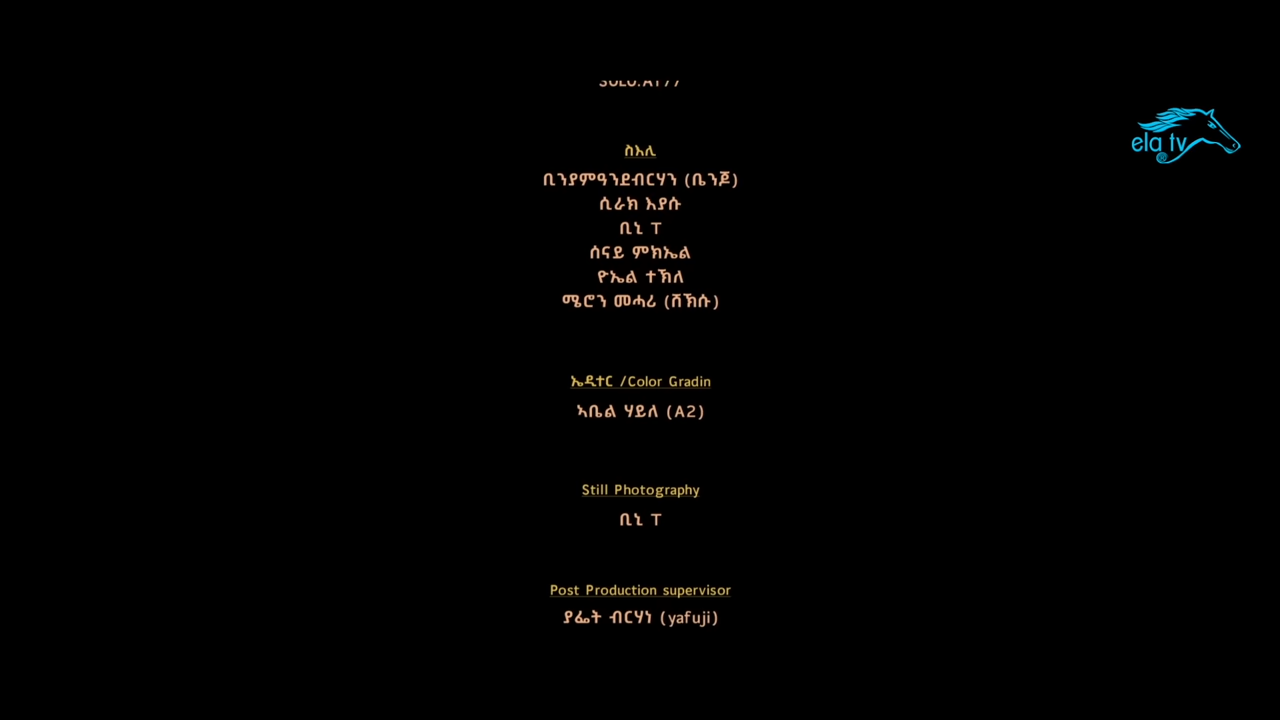 ela tv
ስእሊ
ቢንያምዓንደብርሃን (ቤንጆ)
ሲራክ እያሱ
ቢኒ T
ሰናይ ምክኤል
ዮኤል ተኽለ
ሜሮን መሓሪ (ሸኽሱ)
ኤዲተር /Color Gradin
ኣቤል ሃይለ (A2)
Still Photography
ቢኒ T
Post Production supervisor
ያፌት ብርሃነ (yafuji)